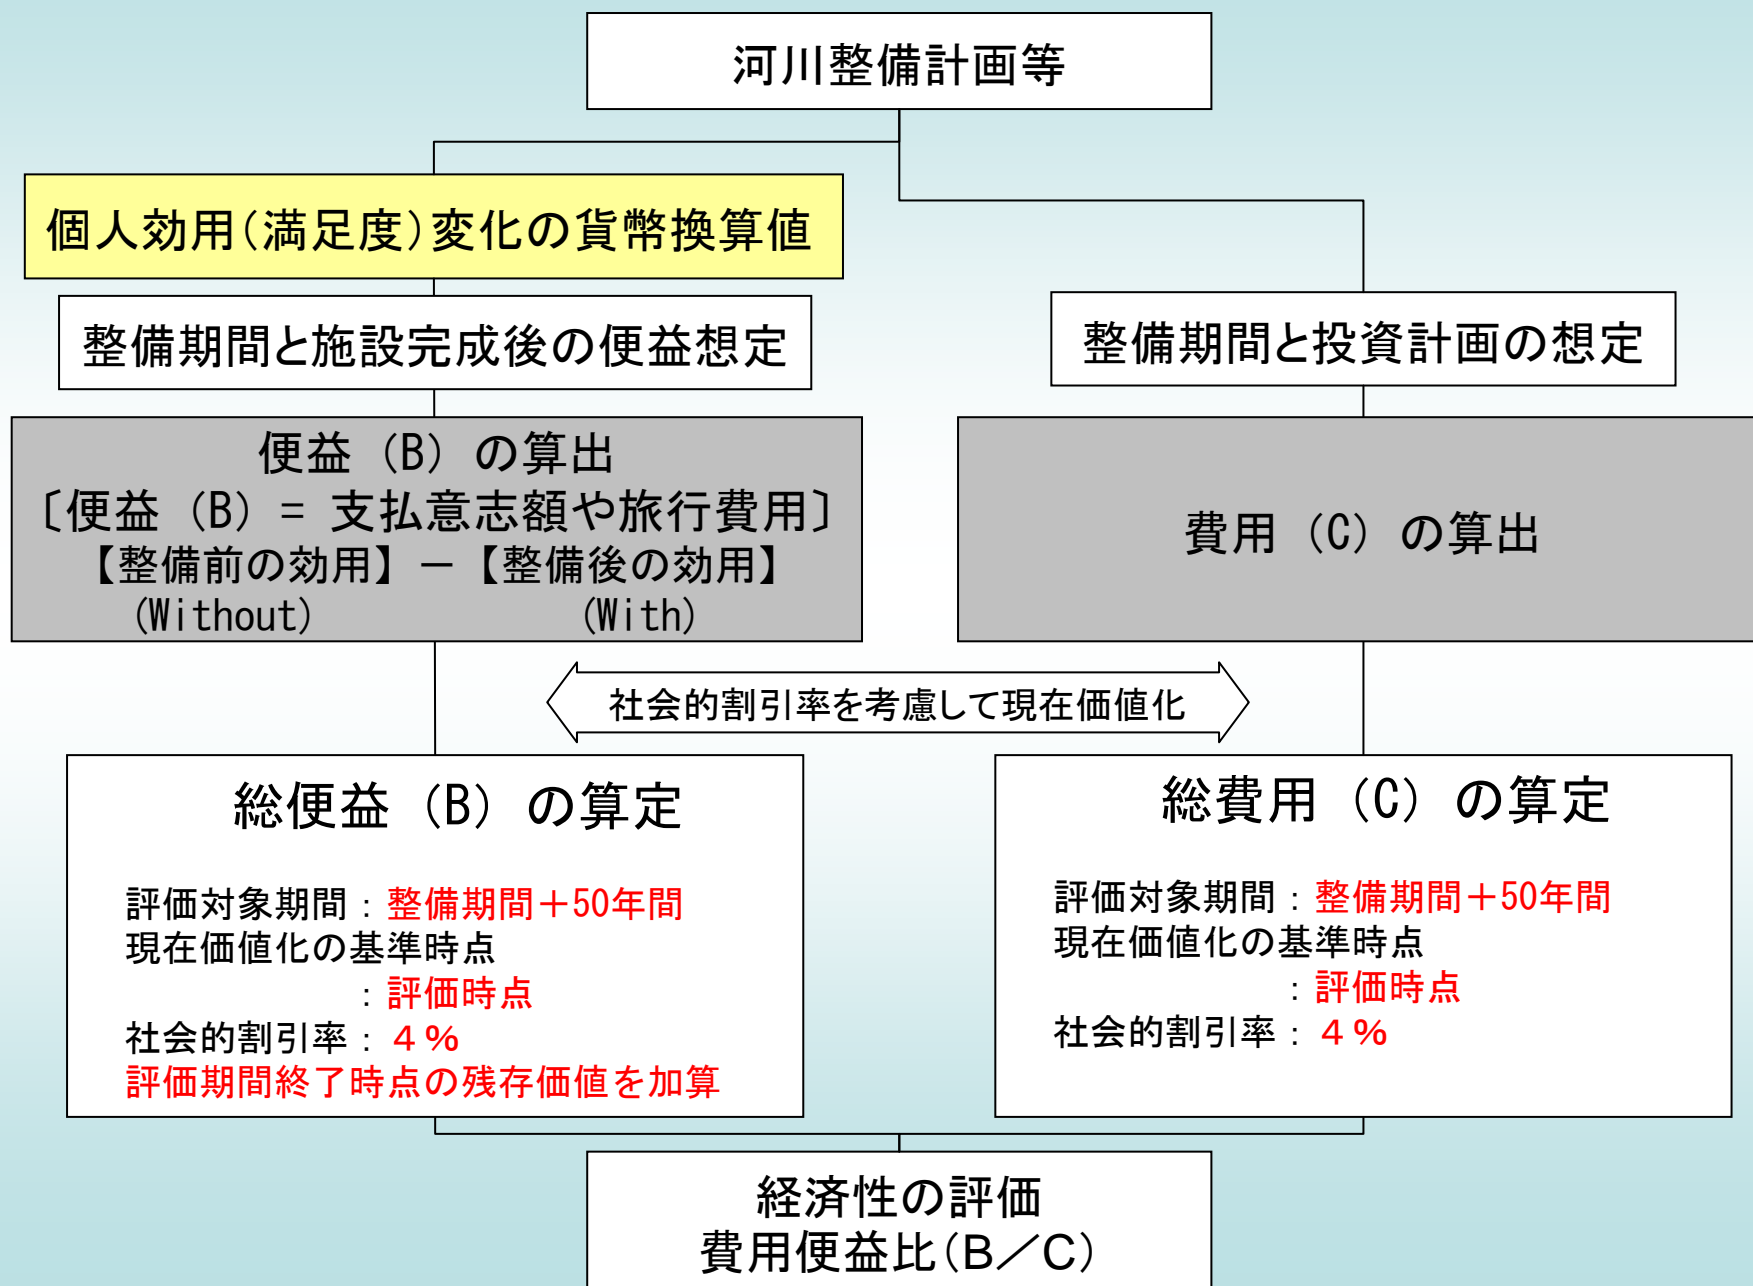 河川整備計画等
個人効用(満足度)変化の貨幣換算値
整備期間と施設完成後の便益想定
整備期間と投資計画の想定
便益（B）の算出
〔便益（B）= 支払意志額や旅行費用〕
【整備前の効用】－【整備後の効用】
(Without) (With)
費用（C）の算出
社会的割引率を考慮して現在価値化
総便益（B）の算定
評価対象期間：整備期間＋50年間
現在価値化の基準時点
：評価時点
社会的割引率：４％
評価期間終了時点の残存価値を加算
総費用（C）の算定
評価対象期間：整備期間＋50年間
現在価値化の基準時点
：評価時点
社会的割引率：４％
経済性の評価
費用便益比(B／C)